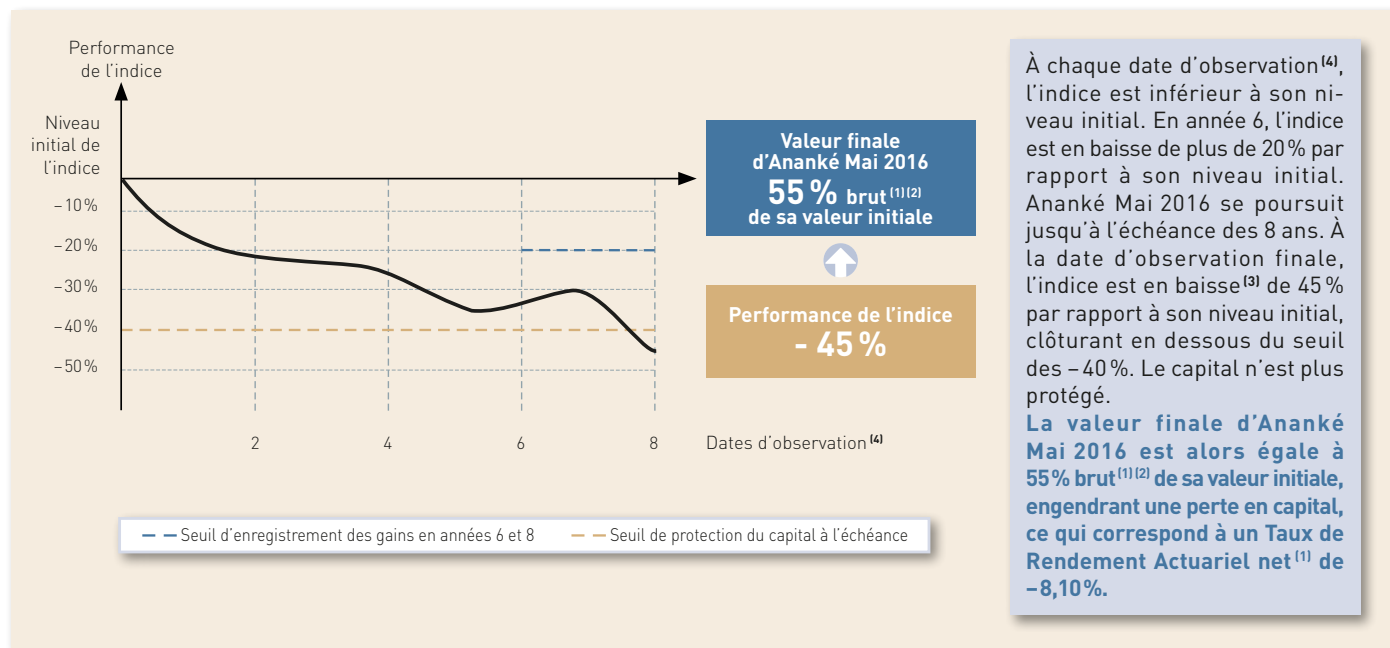 Performance
de l’indice
Niveau
initial de
l’indice
–10 %
–20 %
–30 %
–40 %
–50 %
2
4
6
8
Dates d’observation (4)
Valeur finale
d’Ananké Mai 2016
55 % brut (1) (2)
de sa valeur initiale
Performance de l’indice
- 45 %
Seuil d’enregistrement des gains en années 6 et 8
Seuil de protection du capital à l’échéance
À chaque date d’observation (4),
l’indice est inférieur à son ni-
veau initial. En année 6, l’indice
est en baisse de plus de 20 % par
rapport à son niveau initial.
Ananké Mai 2016 se poursuit
jusqu’à l’échéance des 8 ans. À
la date d’observation finale,
l’indice est en baisse (3) de 45 %
par rapport à son niveau initial,
clôturant en dessous du seuil
des –40 %. Le capital n’est plus
protégé.
La valeur finale d’Ananké
Mai 2016 est alors égale à
55 % brut (1) (2) de sa valeur initiale,
engendrant une perte en capital,
ce qui correspond à un Taux de
Rendement Actuariel net (1) de
–8,10%.